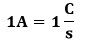 1A = 1 C/s